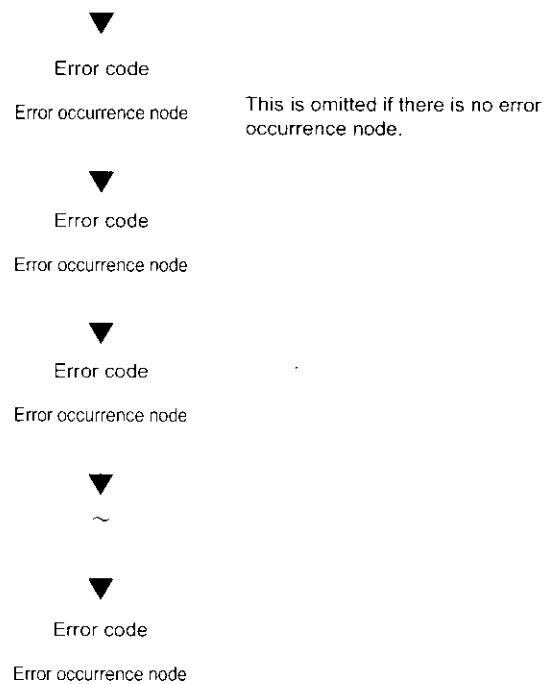 ▼
Error code
Error occurrence node
This is omitted if there is no error
occurrence node.
▼
Error code
Error occurrence node
▼
Error code
Error occurrence node
▼
~
▼
Error code
Error occurrence node